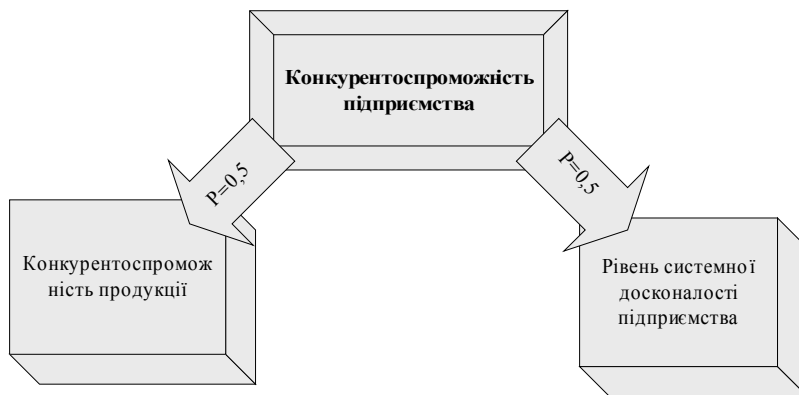 Конкурентоспроможність
підприємства
P=0,5
P=0,5
Конкурентоспромож
ність продукції
Рівень системної
досконалості
підприємства